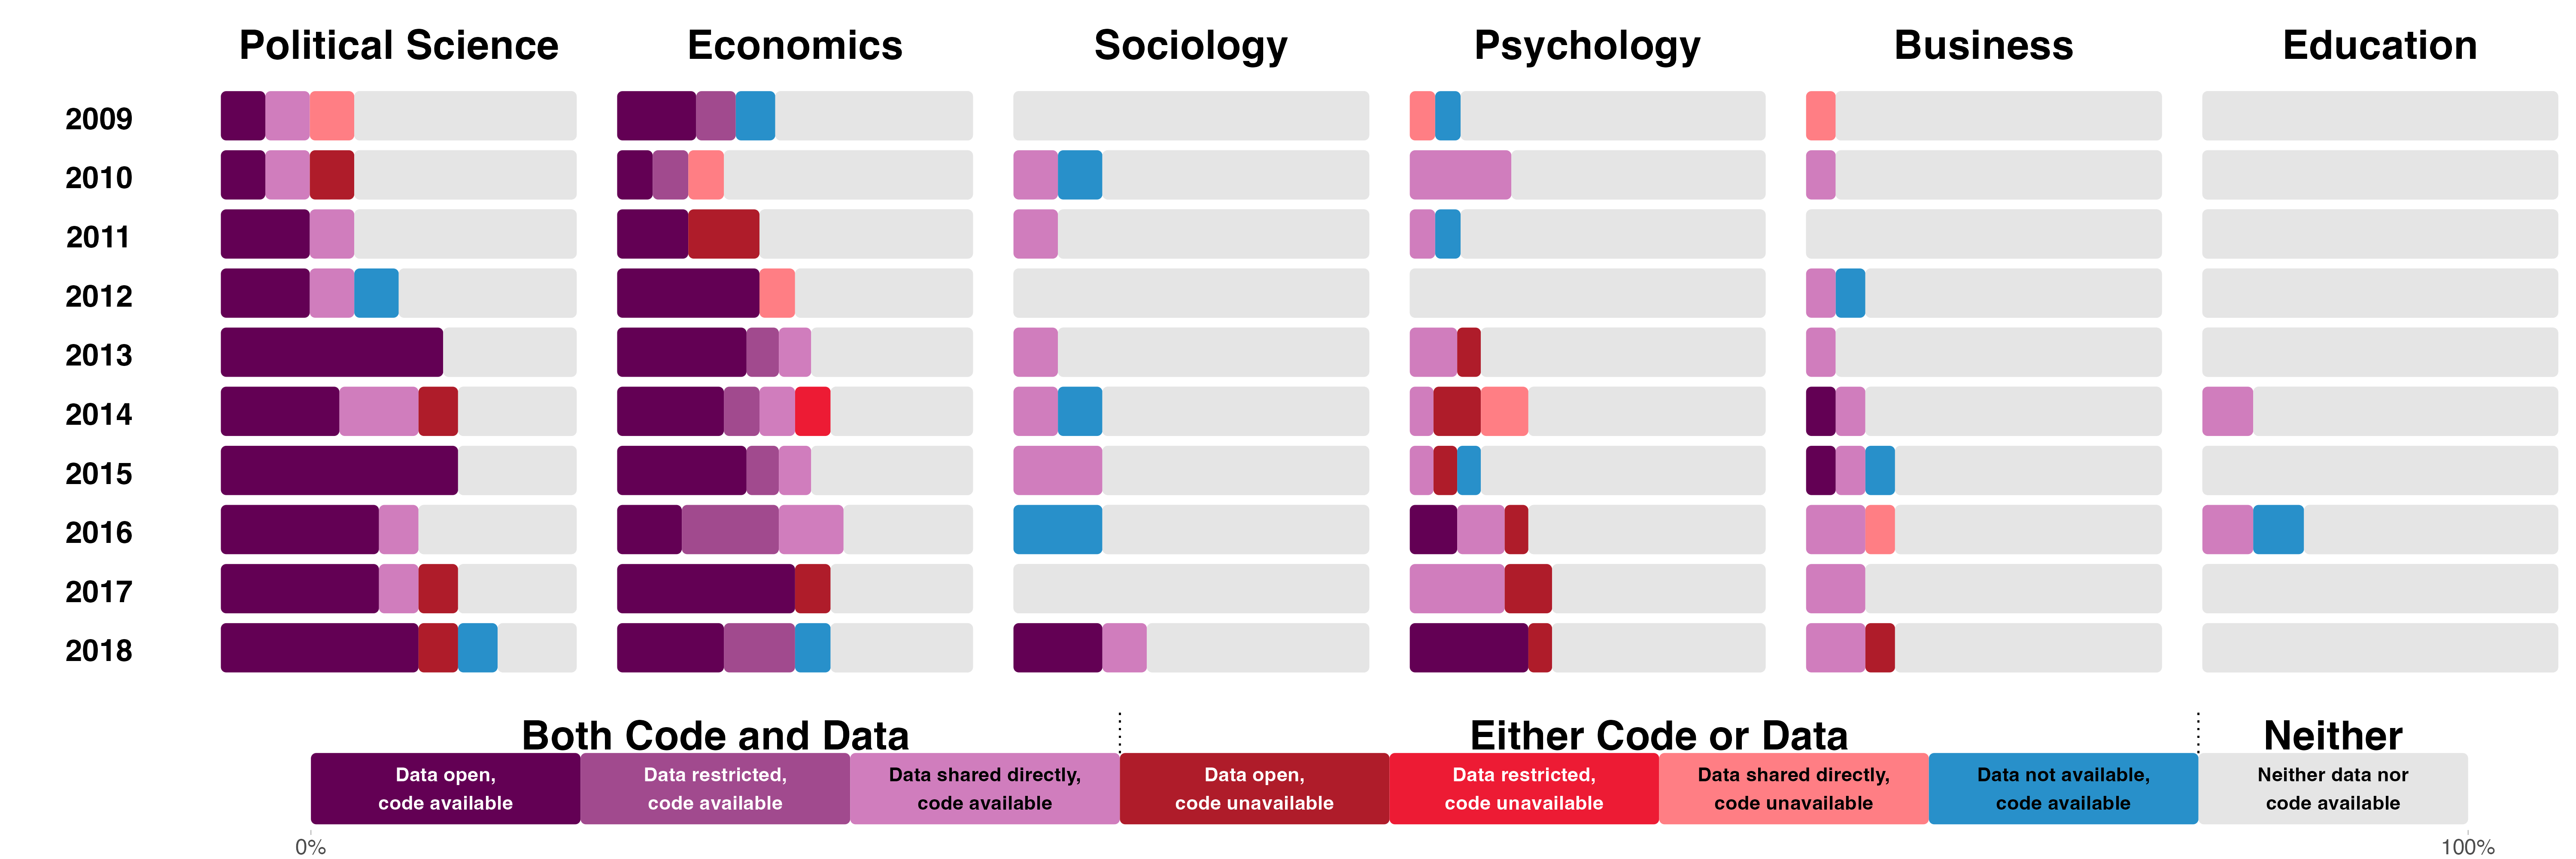 Political Science Economics Sociology Psychology Business Education
2009
2010
2011
2012
2013
2014
2015
2016
2017
2018
Both Code and Data Either Code or Data Neither
Data open, Data restricted, Data shared directly, Data open, Data restricted, Data shared directly, Data not available, Neither data nor
code available code available code available code unavailable code unavailable code unavailable code available code available
0% 100%